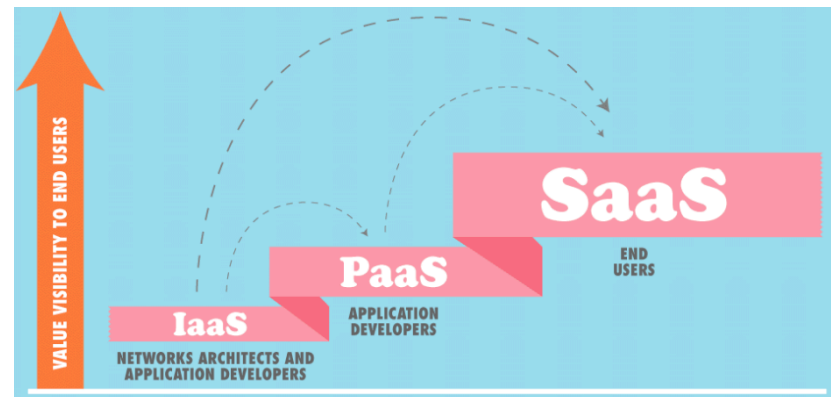 VALUE VISIBILITY TO END USERS
SaaS
END
USERS
PaaS
APPLICATION
DEVELOPERS
IaaS
NETWORKS ARCHITECTS AND
APPLICATION DEVELOPERS